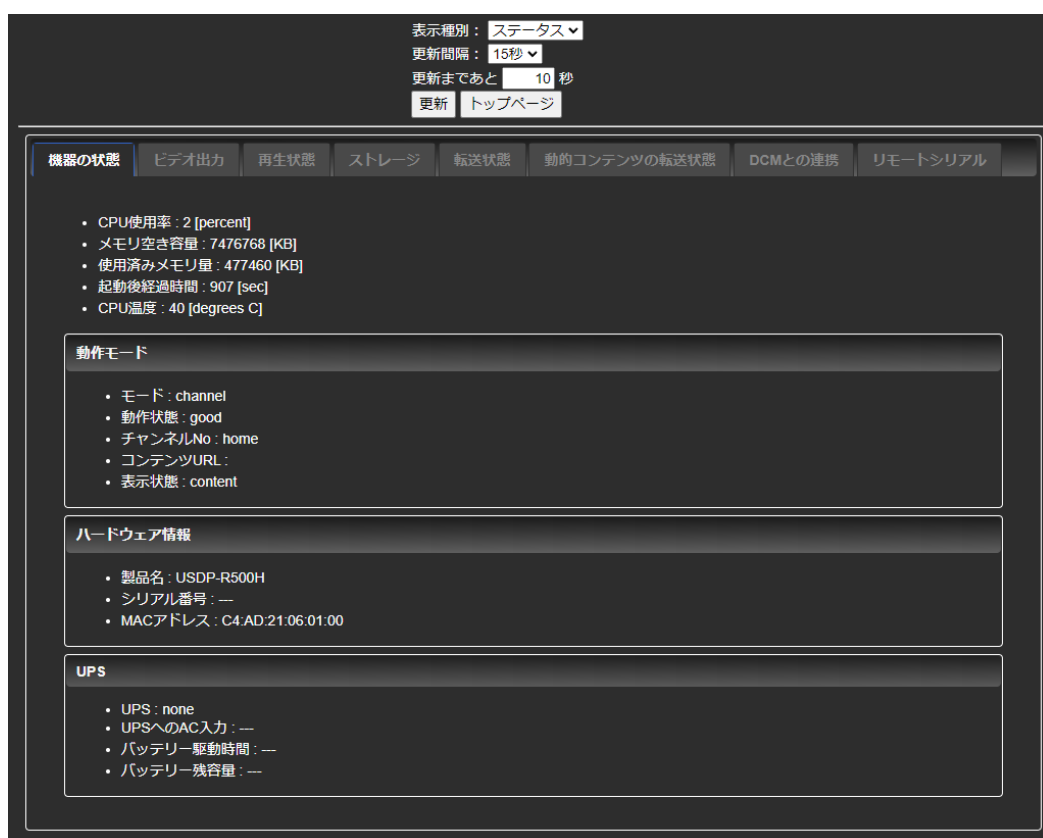 表示種別： ステータス
更新間隔： 15秒
更新まであと 10 秒
更新 トップページ
機器の状態 ビデオ出力 再生状態 ストレージ 転送状態 動的コンテンツの転送状態 DCMとの連携 リモートシリアル
• CPU使用率 : 2 [percent]
• メモリ空き容量 : 7476768 [KB]
• 使用済みメモリ量 : 477460 [KB]
• 起動後経過時間 : 907 [sec]
• CPU温度 : 40 [degrees C]
動作モード
• モード : channel
• 動作状態 : good
• チャンネルNo : home
• コンテンツURL :
• 表示状態 : content
ハードウェア情報
• 製品名 : USDP-R500H
• シリアル番号 : ---
• MACアドレス : C4:AD:21:06:01:00
UPS
• UPS : none
• UPSへのAC入力 : ---
• バッテリー駆動時間 : ---
• バッテリー残容量 : ---